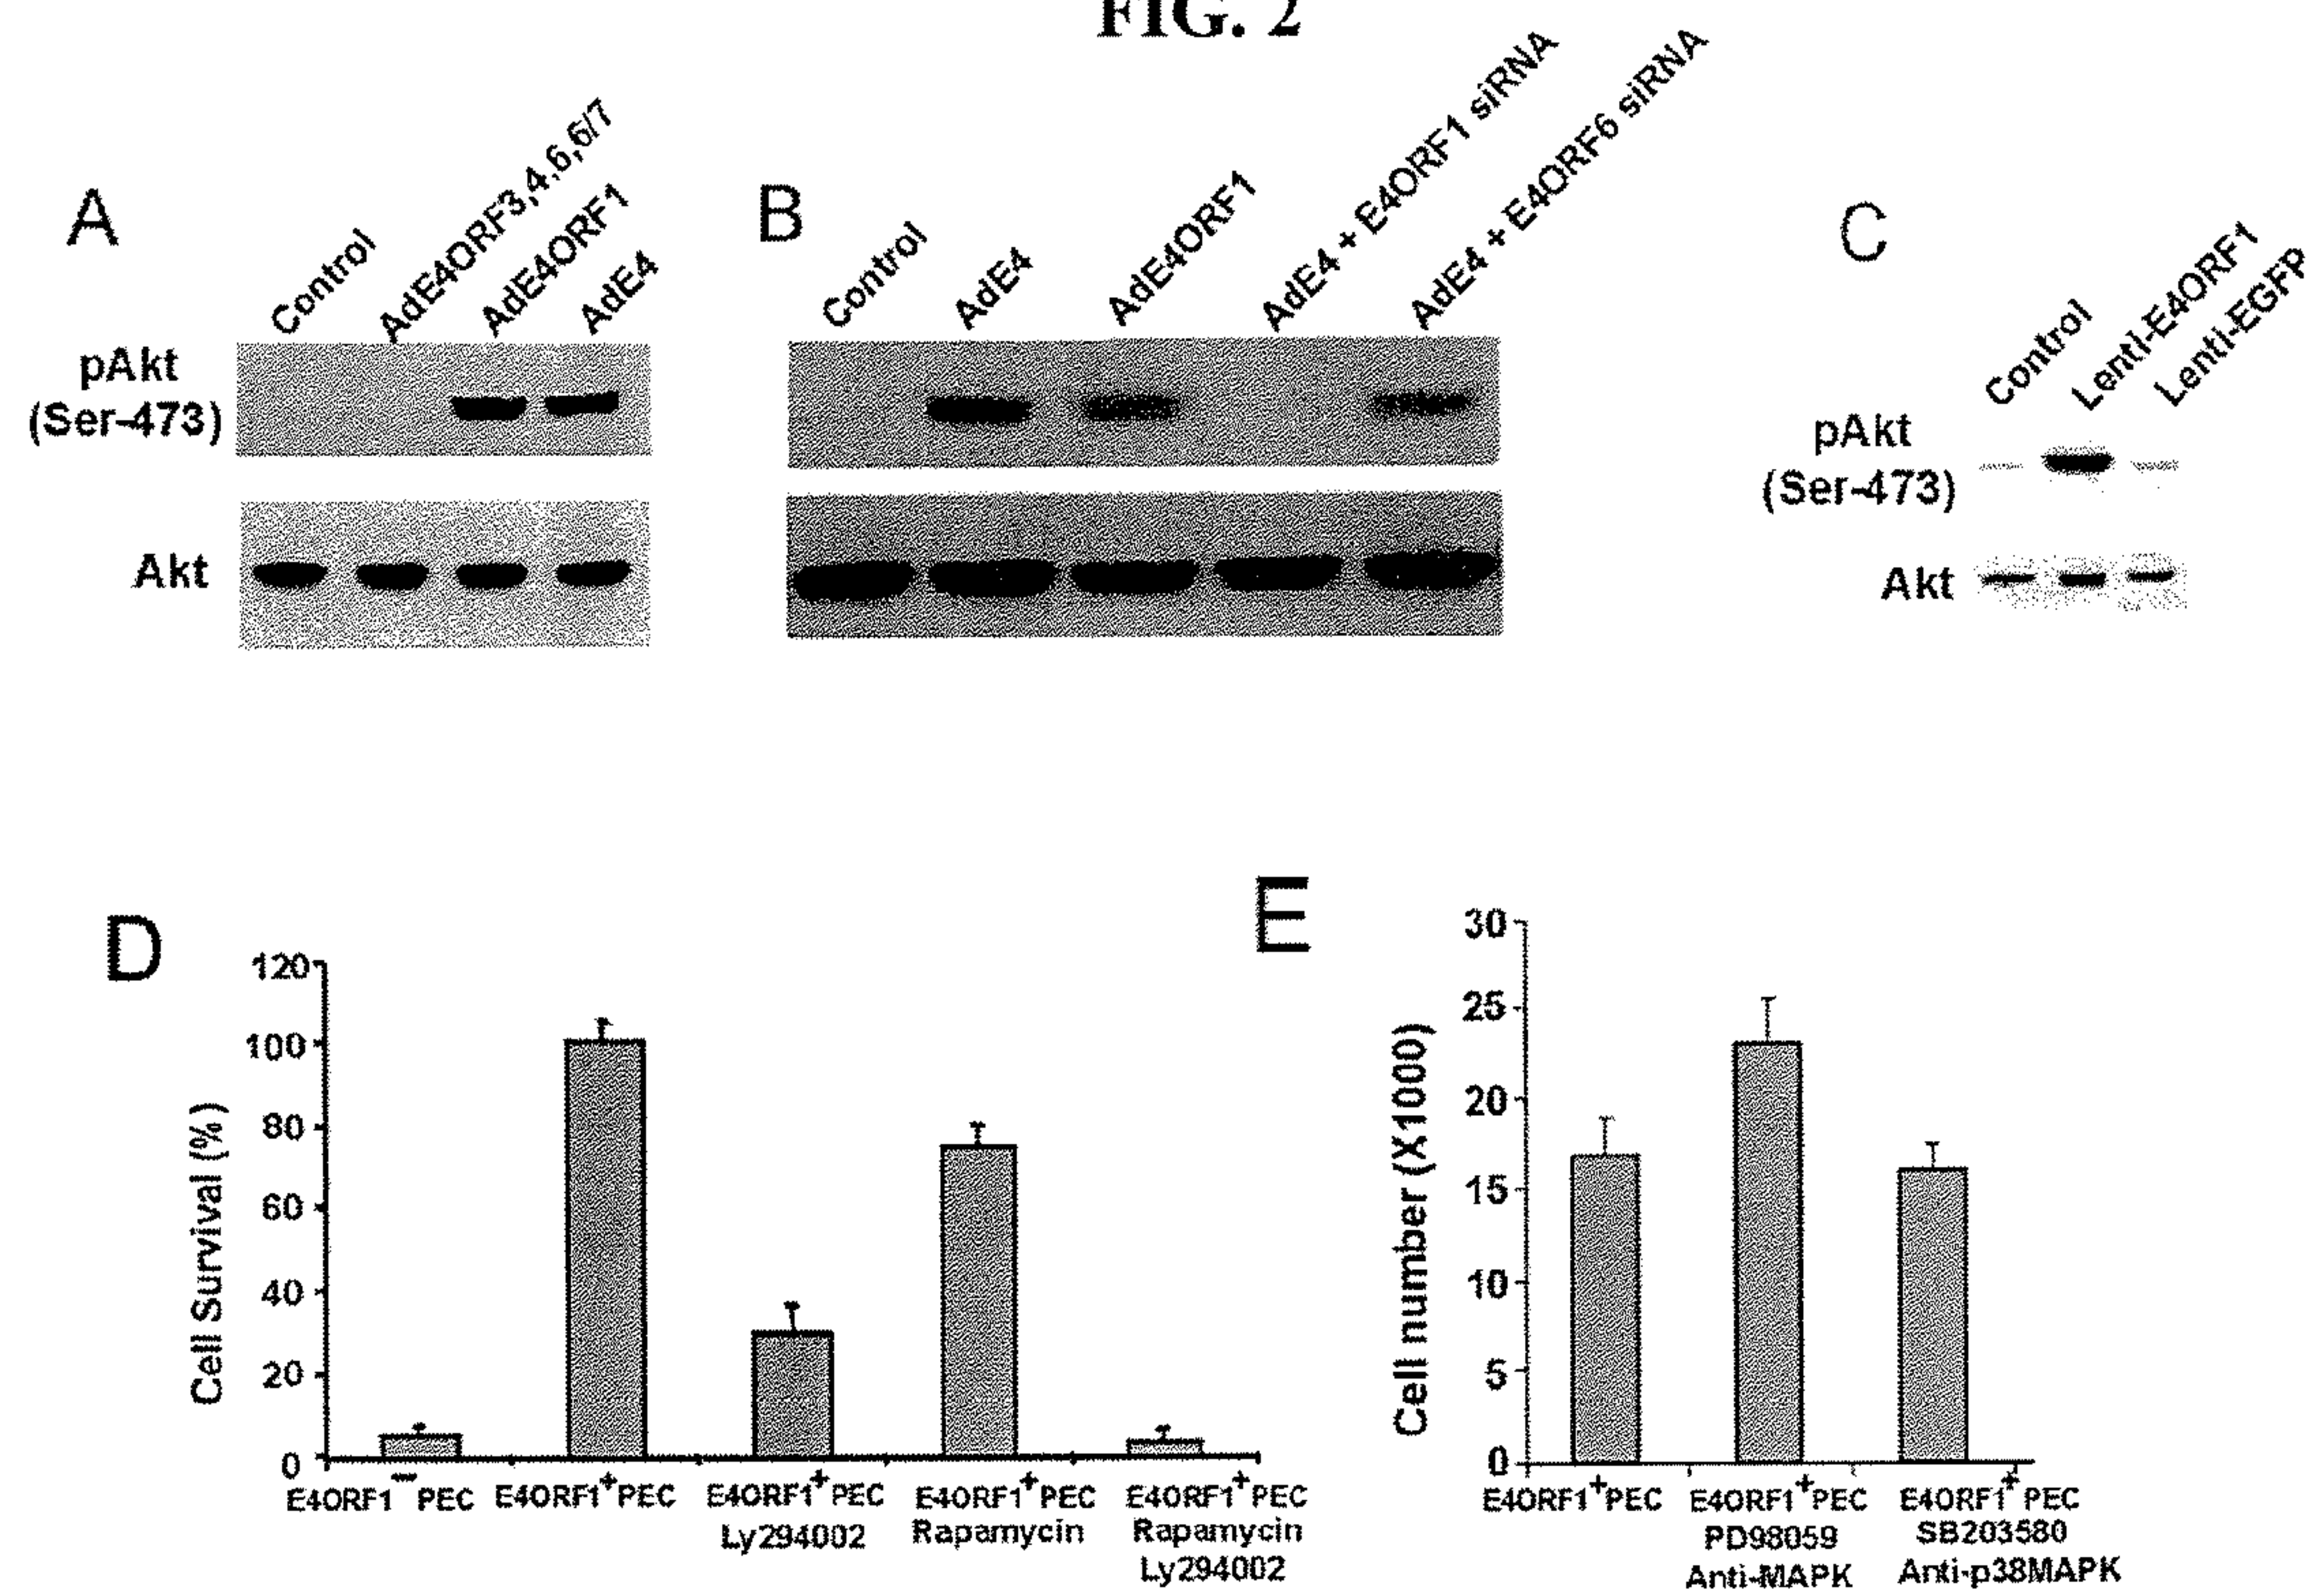 FIG. 2
A
Control
AdE4ORF3,4,6,6/7
AdE4ORF1
AdE4
pAkt
(Ser-473)
Akt
B
Control
AdE4
AdE4ORF1
AdE4 + E4ORF1 siRNA
AdE4 + E4ORF6 siRNA
C
Control
Lenti-E4ORF1
Lenti-EGFP
pAkt
(Ser-473)
Akt
D
Cell Survival (%)
120
100
80
60
40
20
0
E4ORF1⁻ PEC
E4ORF1⁺PEC
E4ORF1⁺PEC
Ly294002
E4ORF1⁺PEC
Rapamycin
E4ORF1⁺PEC
Rapamycin
Ly294002
E
Cell number (X1000)
30
25
20
15
10
5
0
E4ORF1⁺PEC
E4ORF1⁺PEC
PD98059
Anti-MAPK
E4ORF1⁺PEC
SB203580
Anti-p38MAPK